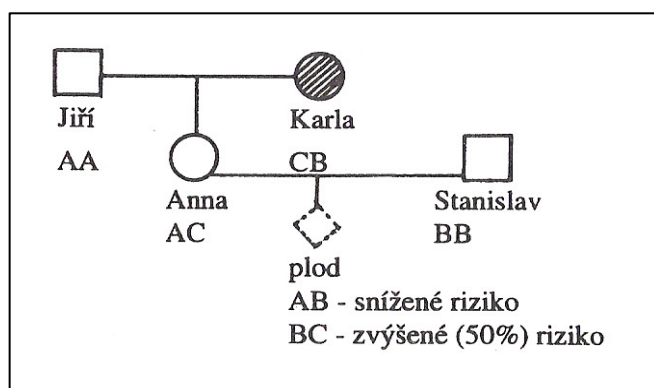 Jiří
Karla
AA
CB
Anna
Stanislav
AC
BB
plod
AB - snížené riziko
BC - zvýšené (50%) riziko